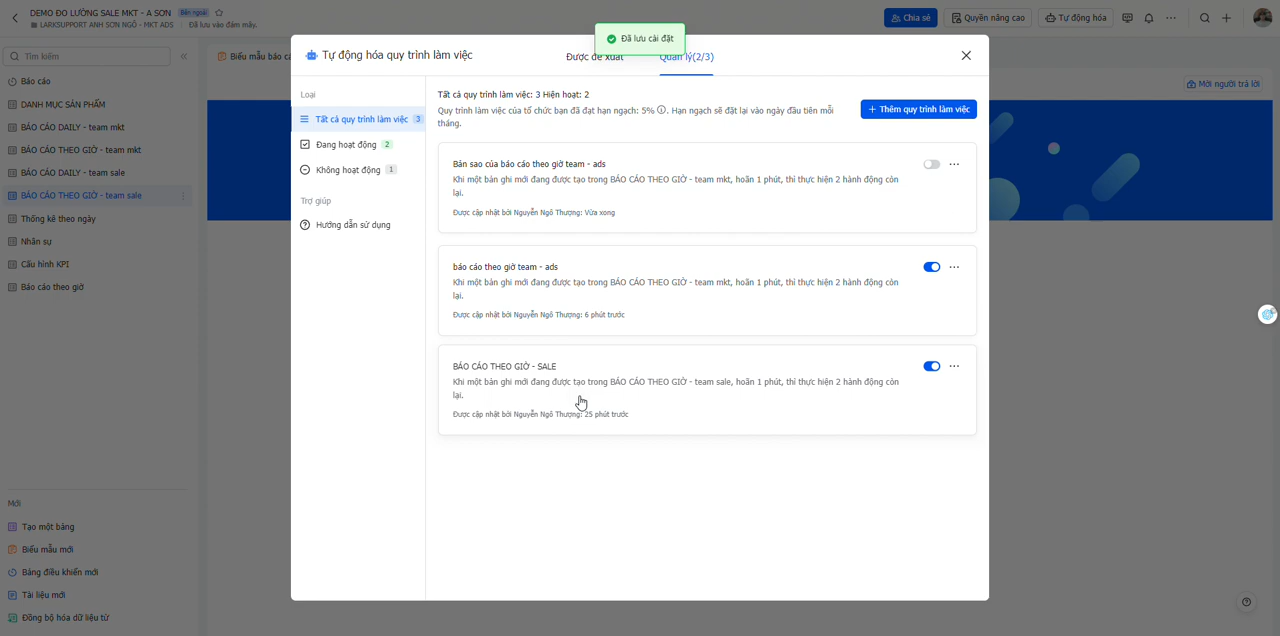 DEMO ĐO LƯỜNG SALE MKT - A SƠN Bên ngoài
LARKSUPPORT ANH SƠN NGÔ - MKT ADS Đã lưu vào đám mây.
Chia sẻ
Quyền nâng cao
Tự động hóa
Đã lưu cài đặt
Tìm kiếm
Báo cáo
DANH MỤC SẢN PHẨM
BÁO CÁO DAILY - team mkt
BÁO CÁO THEO GIỜ - team mkt
BÁO CÁO DAILY - team sale
BÁO CÁO THEO GIỜ - team sale
Thống kê theo ngày
Nhân sự
Cấu hình KPI
Báo cáo theo giờ
Mới
Tạo một bảng
Biểu mẫu mới
Bảng điều khiển mới
Tài liệu mới
Đồng bộ hóa dữ liệu từ
Biểu mẫu báo cá
Mời người trả lời
Tự động hóa quy trình làm việc
Được đề xuất
Quản lý(2/3)
Loại
Tất cả quy trình làm việc 3
Đang hoạt động 2
Không hoạt động 1
Trợ giúp
Hướng dẫn sử dụng
Tất cả quy trình làm việc: 3 Hiện hoạt: 2
Quy trình làm việc của tổ chức bạn đã đạt hạn ngạch: 5% . Hạn ngạch sẽ đặt lại vào ngày đầu tiên mỗi
tháng.
+ Thêm quy trình làm việc
Bản sao của báo cáo theo giờ team - ads
Khi một bản ghi mới đang được tạo trong BÁO CÁO THEO GIỜ - team mkt, hoãn 1 phút, thì thực hiện 2 hành động còn
lại.
Được cập nhật bởi Nguyễn Ngô Thượng: Vừa xong
báo cáo theo giờ team - ads
Khi một bản ghi mới đang được tạo trong BÁO CÁO THEO GIỜ - team mkt, hoãn 1 phút, thì thực hiện 2 hành động còn
lại.
Được cập nhật bởi Nguyễn Ngô Thượng: 6 phút trước
BÁO CÁO THEO GIỜ - SALE
Khi một bản ghi mới đang được tạo trong BÁO CÁO THEO GIỜ - team sale, hoãn 1 phút, thì thực hiện 2 hành động còn
lại.
Được cập nhật bởi Nguyễn Ngô Thượng: 25 phút trước